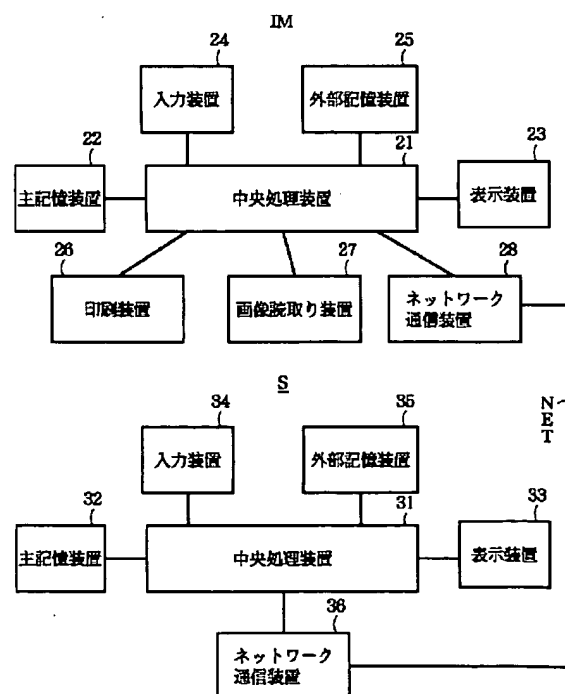 IM
24
25
入力装置
外部記憶装置
22
21
23
主記憶装置
中央処理装置
表示装置
26
27
28
印刷装置
画像読取り装置
ネットワーク
通信装置
S
34
35
NET
入力装置
外部記憶装置
32
31
33
主記憶装置
中央処理装置
表示装置
36
ネットワーク
通信装置